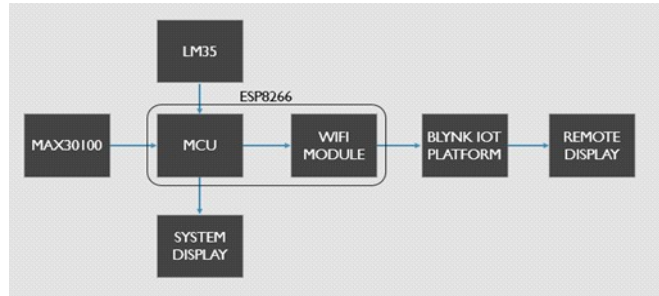 LM35
ESP8266
MAX30100
MCU
WIFI
MODULE
BLYNK IOT
PLATFORM
REMOTE
DISPLAY
SYSTEM
DISPLAY